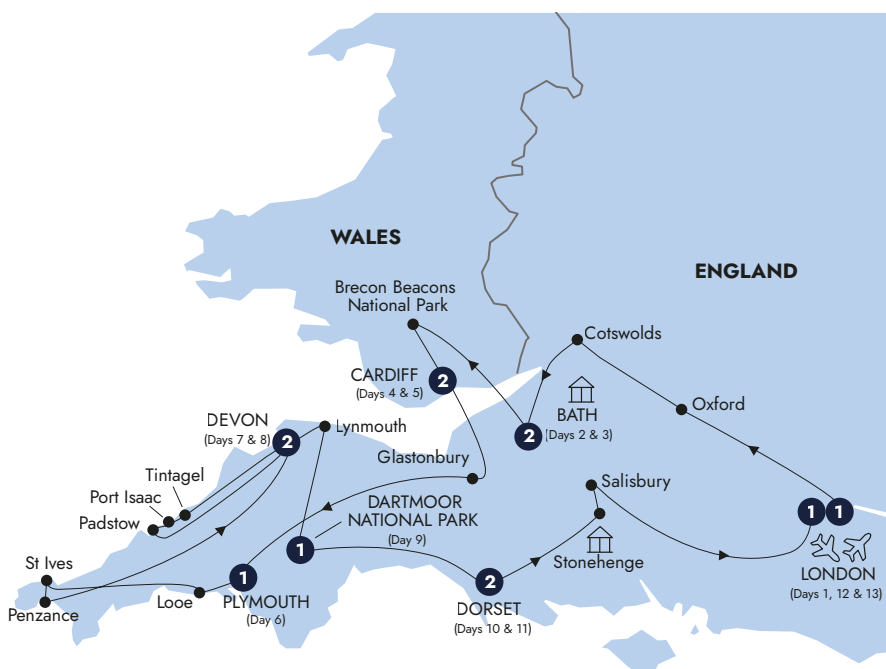 WALES
ENGLAND
Brecon Beacons
National Park
Cotswolds
CARDIFF
(Days 4 & 5)
2
BATH
(Days 2 & 3)
2
Oxford
DEVON
(Days 7 & 8)
2
Lynmouth
Glastonbury
Tintagel
Port Isaac
Padstow
Salisbury
DARTMOOR
NATIONAL PARK
(Day 9)
1
Stonehenge
1
1
LONDON
(Days 1, 12 & 13)
St Ives
Penzance
Looe
1
PLYMOUTH
(Day 6)
2
DORSET
(Days 10 & 11)